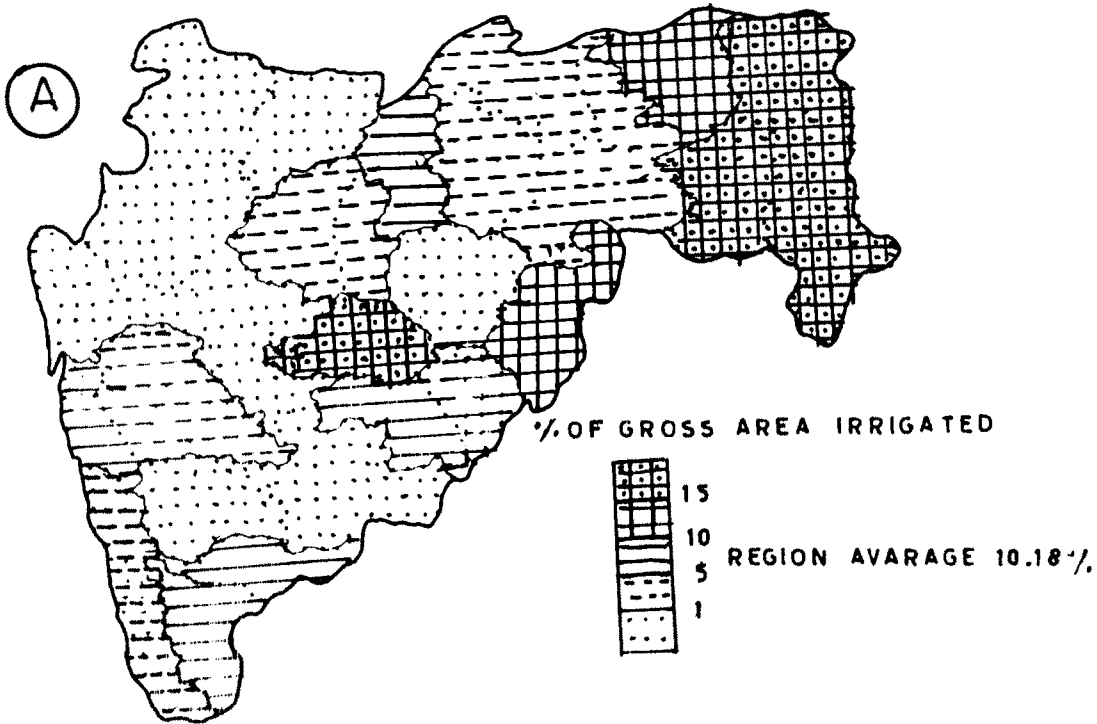 A
% OF GROSS AREA IRRIGATED
15
10
REGION AVARAGE 10.18 %
5
1